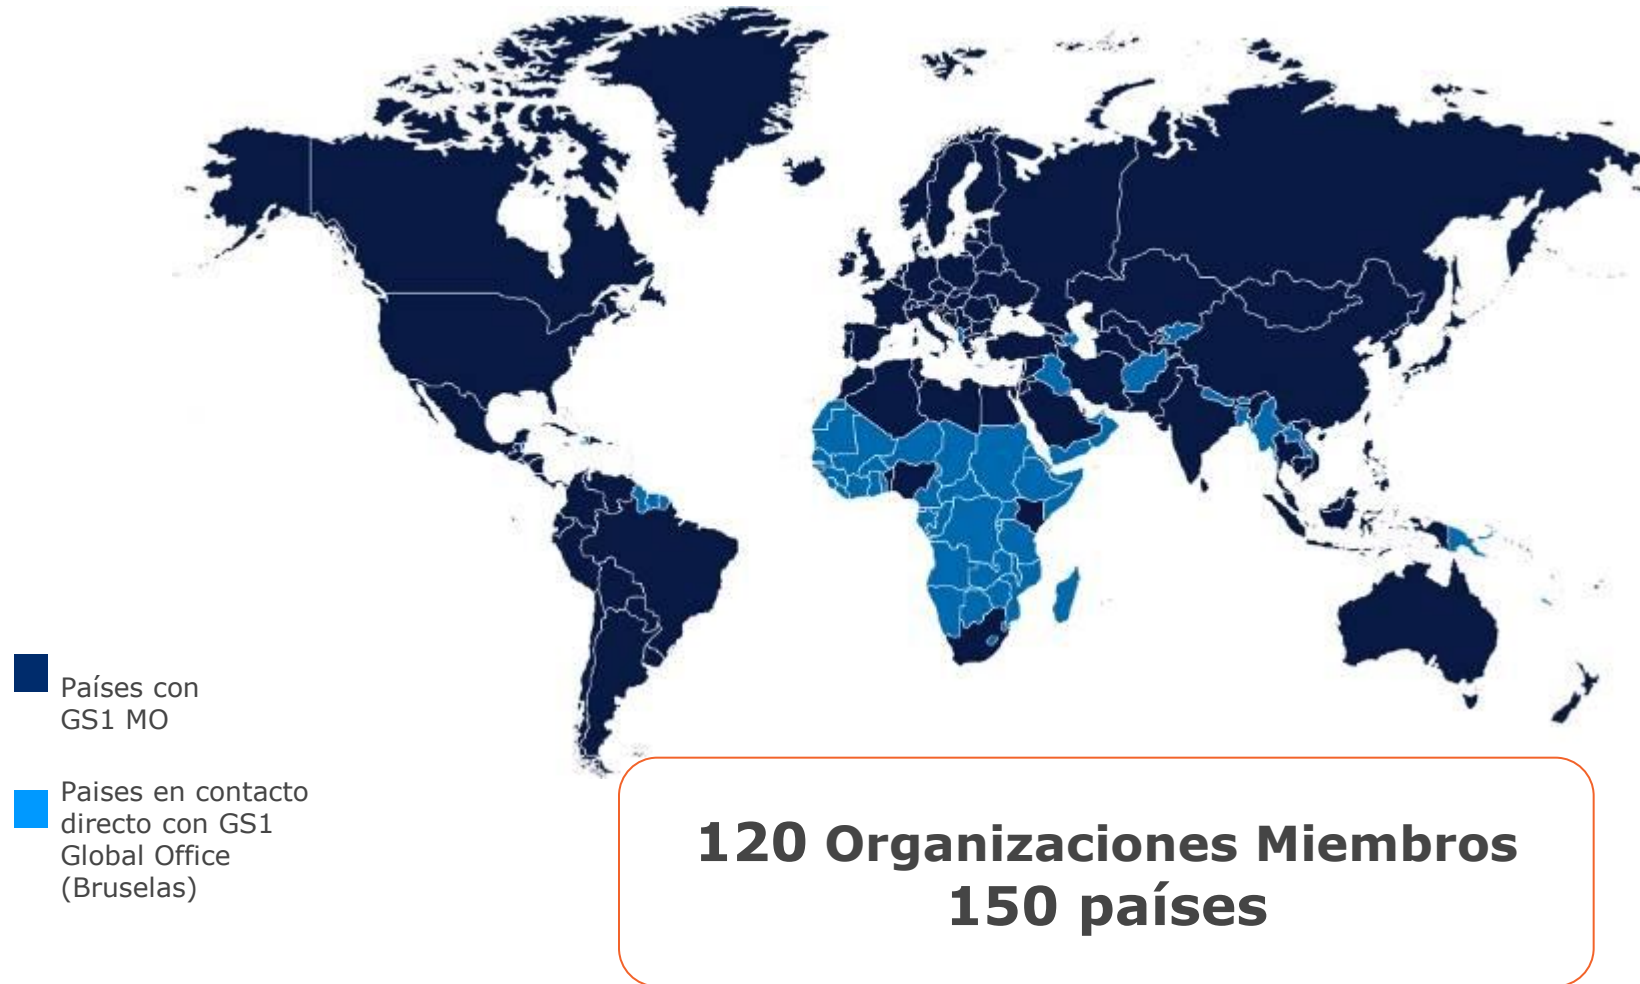 Países con
GS1 MO
Paises en contacto
directo con GS1
Global Office
(Bruselas)
120 Organizaciones Miembros
150 países